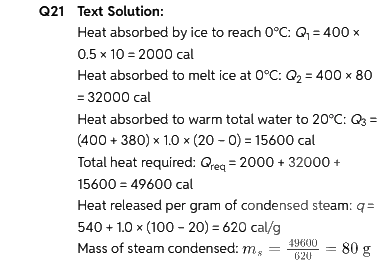 Q21 Text Solution:
Heat absorbed by ice to reach 0°C: Q₁ = 400 ×
0.5 × 10 = 2000 cal
Heat absorbed to melt ice at 0°C: Q₂ = 400 × 80
= 32000 cal
Heat absorbed to warm total water to 20°C: Q₃ =
(400 + 380) × 1.0 × (20 − 0) = 15600 cal
Total heat required: Qreq = 2000 + 32000 +
15600 = 49600 cal
Heat released per gram of condensed steam: q =
540 + 1.0 × (100 − 20) = 620 cal/g
Mass of steam condensed: mₛ = 49600/620 = 80 g